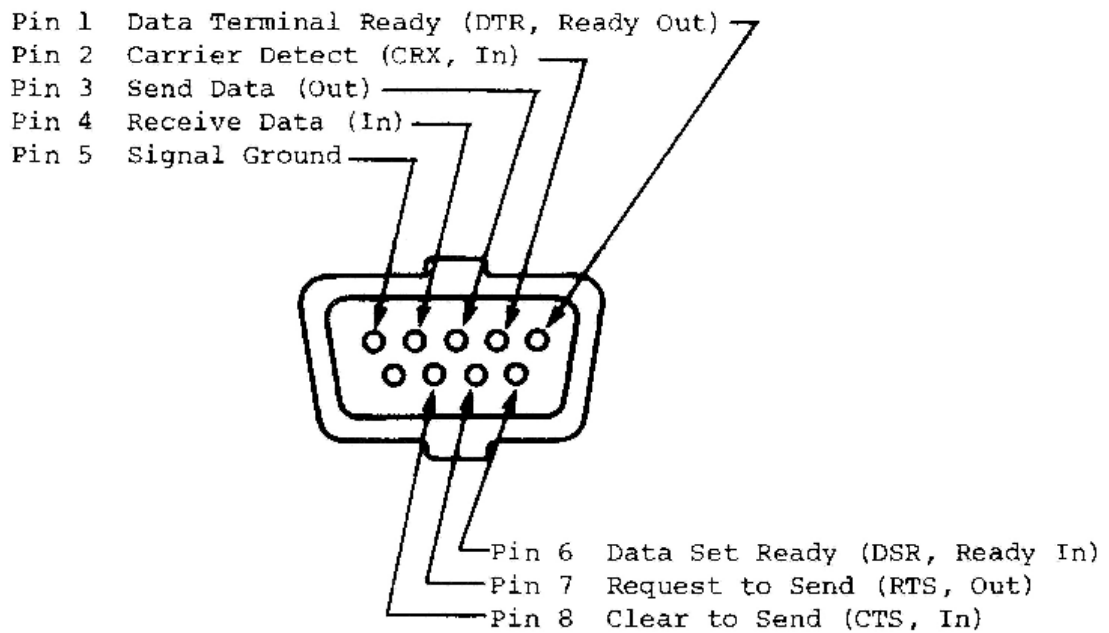 Pin 1 Data Terminal Ready (DTR, Ready Out)
Pin 2 Carrier Detect (CRX, In)
Pin 3 Send Data (Out)
Pin 4 Receive Data (In)
Pin 5 Signal Ground
Pin 6 Data Set Ready (DSR, Ready In)
Pin 7 Request to Send (RTS, Out)
Pin 8 Clear to Send (CTS, In)